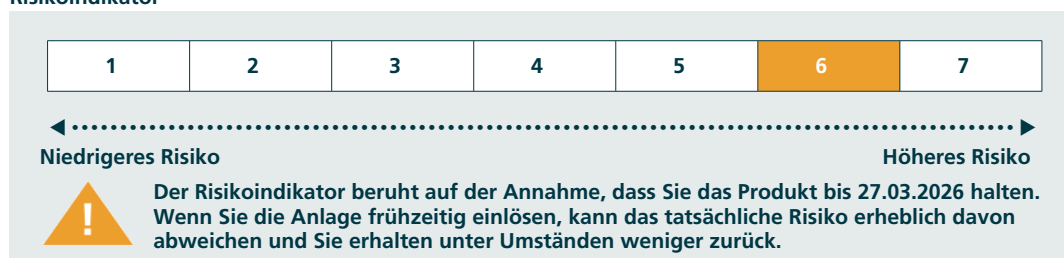 Risikoindikator
1 2 3 4 5 6 7
Niedrigeres Risiko Höheres Risiko
! Der Risikoindikator beruht auf der Annahme, dass Sie das Produkt bis 27.03.2026 halten.
Wenn Sie die Anlage frühzeitig einlösen, kann das tatsächliche Risiko erheblich davon
abweichen und Sie erhalten unter Umständen weniger zurück.